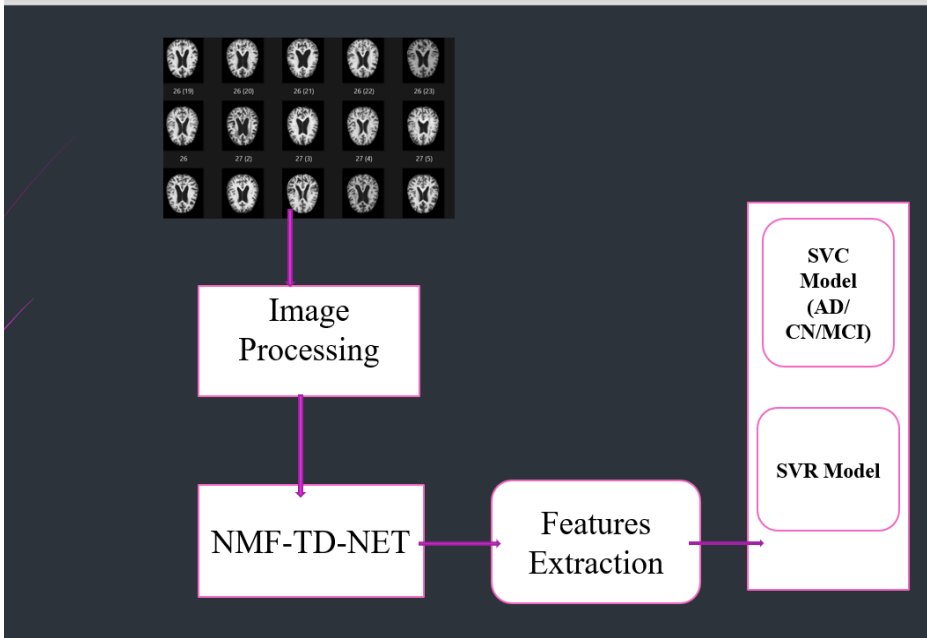 26 (19) 26 (20) 26 (21) 26 (22) 26 (23)
26 27 (2) 27 (3) 27 (4) 27 (5)
Image
Processing
NMF-TD-NET
Features
Extraction
SVC
Model
(AD/
CN/MCI)
SVR Model